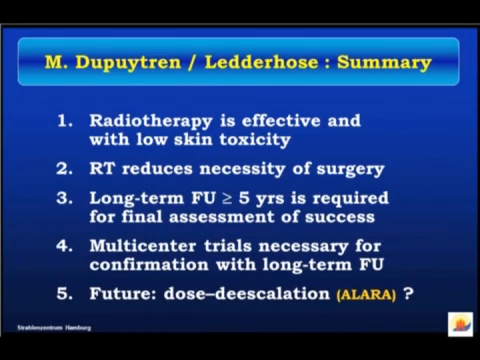 M. Dupuytren / Ledderhose : Summary
1. Radiotherapy is effective and
with low skin toxicity
2. RT reduces necessity of surgery
3. Long-term FU ≥ 5 yrs is required
for final assessment of success
4. Multicenter trials necessary for
confirmation with long-term FU
5. Future: dose–deescalation (ALARA) ?
Strahlenzentrum Hamburg